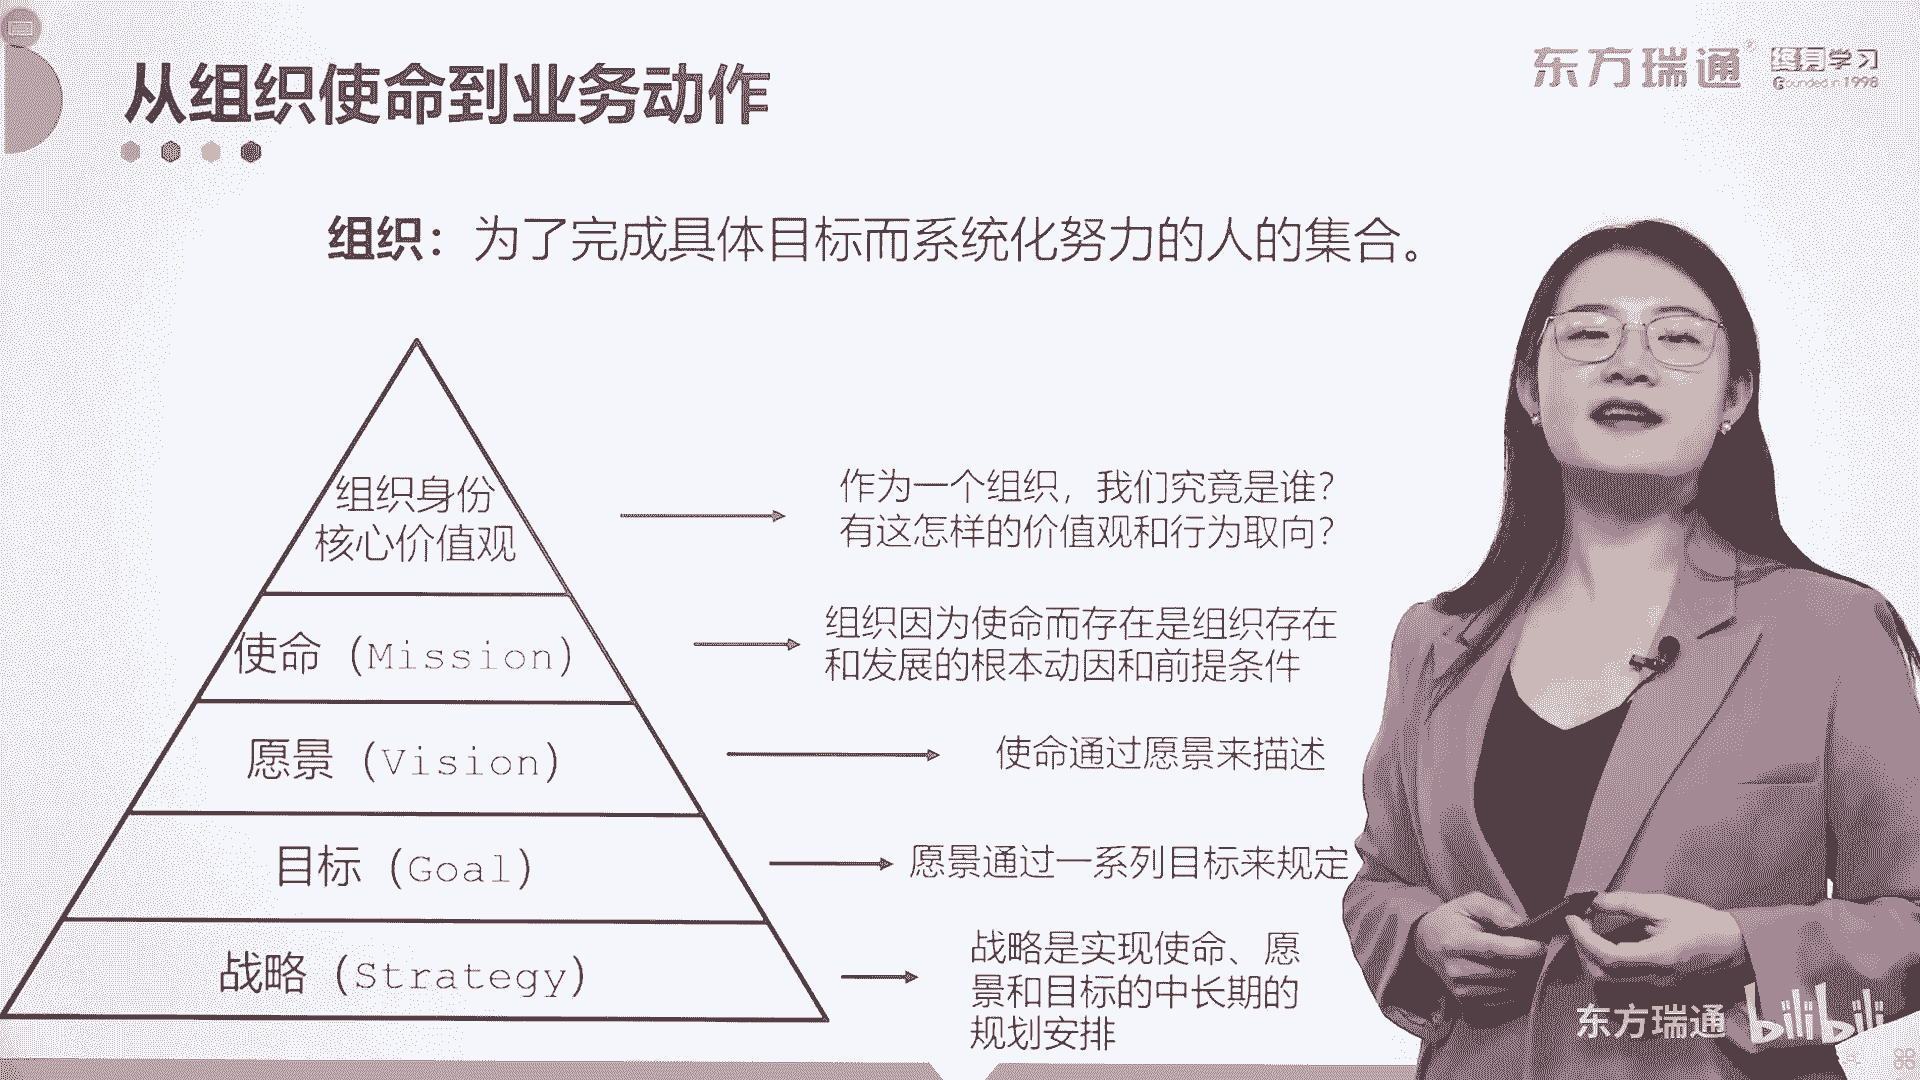 从组织使命到业务动作
东方瑞通
终身学习
Founded in 1998
组织：为了完成具体目标而系统化努力的人的集合。
组织身份
核心价值观
作为一个组织，我们究竟是谁？
有这怎样的价值观和行为取向？
使命（Mission）
组织因为使命而存在是组织存在
和发展的根本动因和前提条件
愿景（Vision）
使命通过愿景来描述
目标（Goal）
愿景通过一系列目标来规定
战略（Strategy）
战略是实现使命、愿
景和目标的中长期的
规划安排
东方瑞通 bilibili